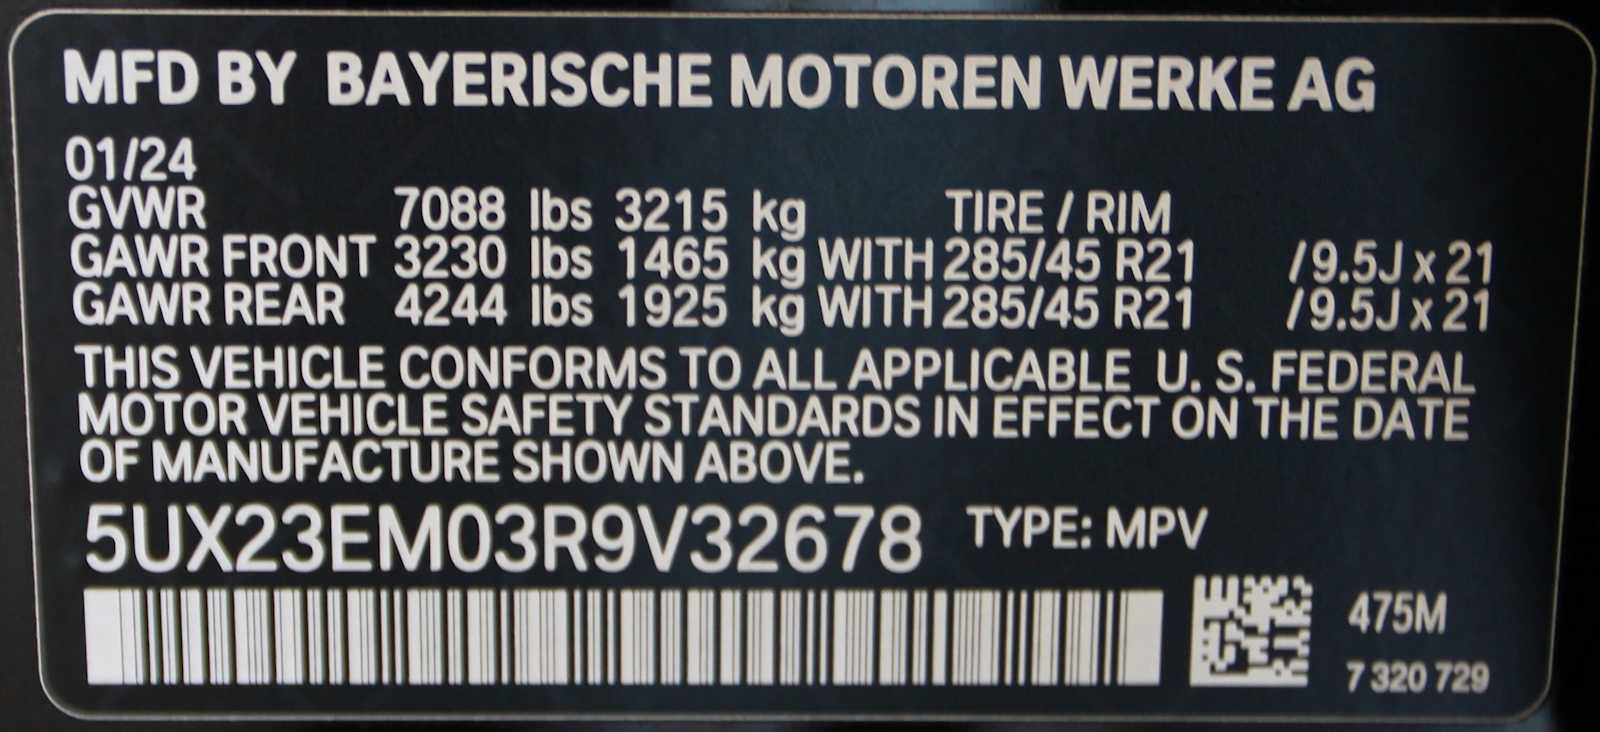 MFD BY BAYERISCHE MOTOREN WERKE AG
01/24
GVWR 7088 lbs 3215 kg TIRE / RIM
GAWR FRONT 3230 lbs 1465 kg WITH 285/45 R21 /9.5J x 21
GAWR REAR 4244 lbs 1925 kg WITH 285/45 R21 /9.5J x 21
THIS VEHICLE CONFORMS TO ALL APPLICABLE U. S. FEDERAL
MOTOR VEHICLE SAFETY STANDARDS IN EFFECT ON THE DATE
OF MANUFACTURE SHOWN ABOVE.
5UX23EM03R9V32678 TYPE: MPV
475M
7 320 729